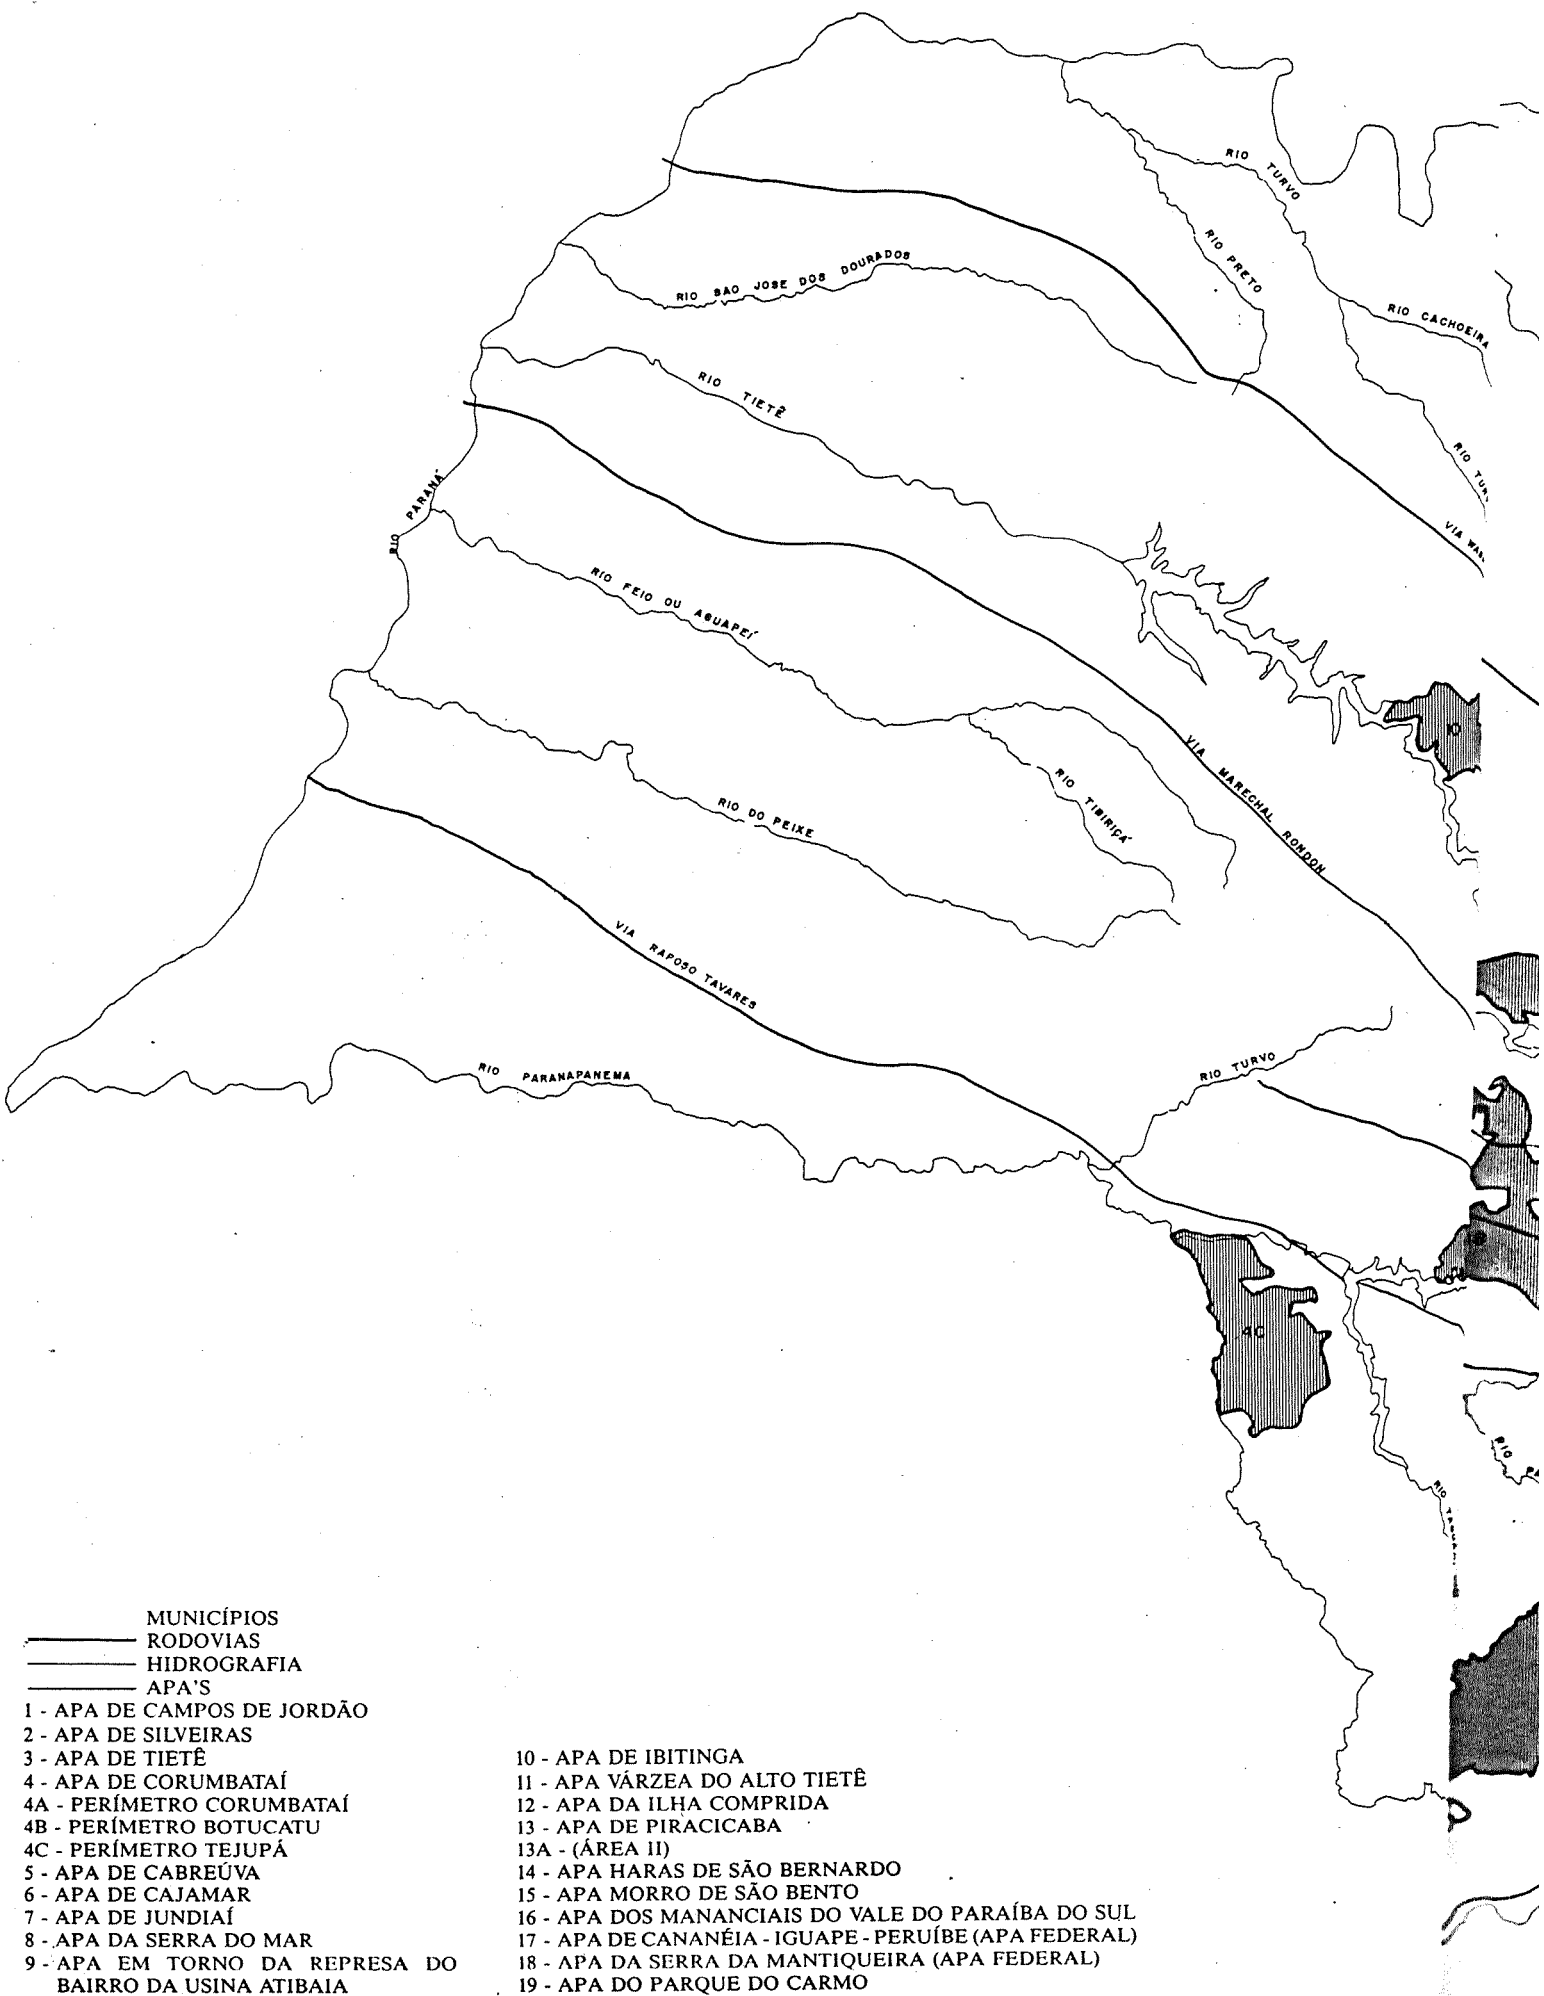 RIO TURVO
RIO PRETO
RIO CACHOEIRA
RIO SAO JOSE DOS DOURADOS
RIO TIETÊ
RIO
VIA
RIO PARANÁ
RIO FEIO OU AGUAPEÍ
10
VIA MARECHAL RONDON
RIO TIBIRIÇÁ
RIO DO PEIXE
VIA RAPOSO TAVARES
RIO TURVO
RIO PARANAPANEMA
4C
RIO
RIO
MUNICÍPIOS
RODOVIAS
HIDROGRAFIA
APA'S
1 - APA DE CAMPOS DE JORDÃO
2 - APA DE SILVEIRAS
3 - APA DE TIETÊ
4 - APA DE CORUMBATAÍ
4A - PERÍMETRO CORUMBATAÍ
4B - PERÍMETRO BOTUCATU
4C - PERÍMETRO TEJUPÁ
5 - APA DE CABREÚVA
6 - APA DE CAJAMAR
7 - APA DE JUNDIAÍ
8 - APA DA SERRA DO MAR
9 - APA EM TORNO DA REPRESA DO
BAIRRO DA USINA ATIBAIA
10 - APA DE IBITINGA
11 - APA VÁRZEA DO ALTO TIETÊ
12 - APA DA ILHA COMPRIDA
13 - APA DE PIRACICABA
13A - (ÁREA II)
14 - APA HARAS DE SÃO BERNARDO
15 - APA MORRO DE SÃO BENTO
16 - APA DOS MANANCIAIS DO VALE DO PARAÍBA DO SUL
17 - APA DE CANANÉIA - IGUAPE - PERUÍBE (APA FEDERAL)
18 - APA DA SERRA DA MANTIQUEIRA (APA FEDERAL)
19 - APA DO PARQUE DO CARMO